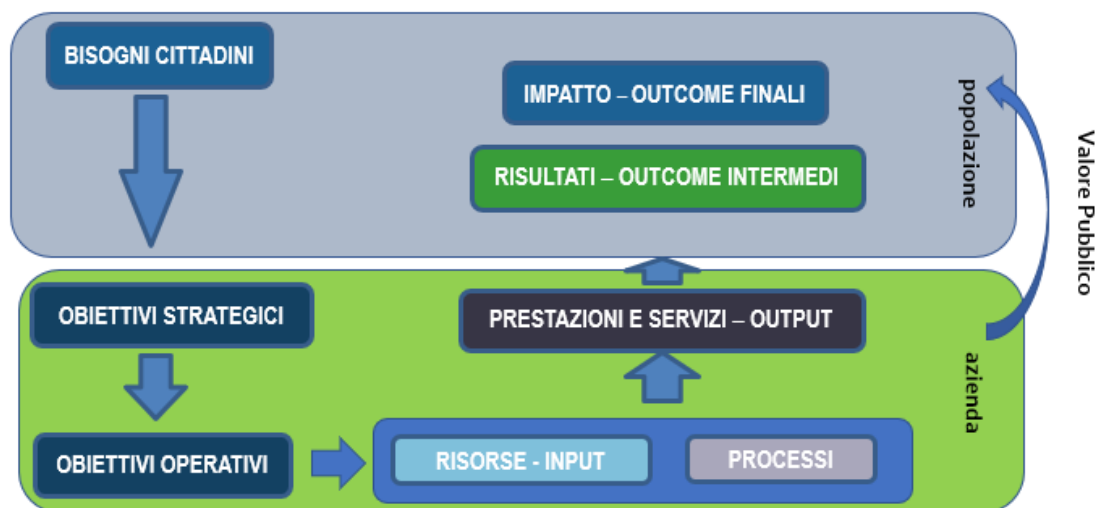 BISOGNI CITTADINI
IMPATTO – OUTCOME FINALI
RISULTATI – OUTCOME INTERMEDI
popolazione
Valore Pubblico
OBIETTIVI STRATEGICI
PRESTAZIONI E SERVIZI – OUTPUT
azienda
OBIETTIVI OPERATIVI
RISORSE - INPUT
PROCESSI